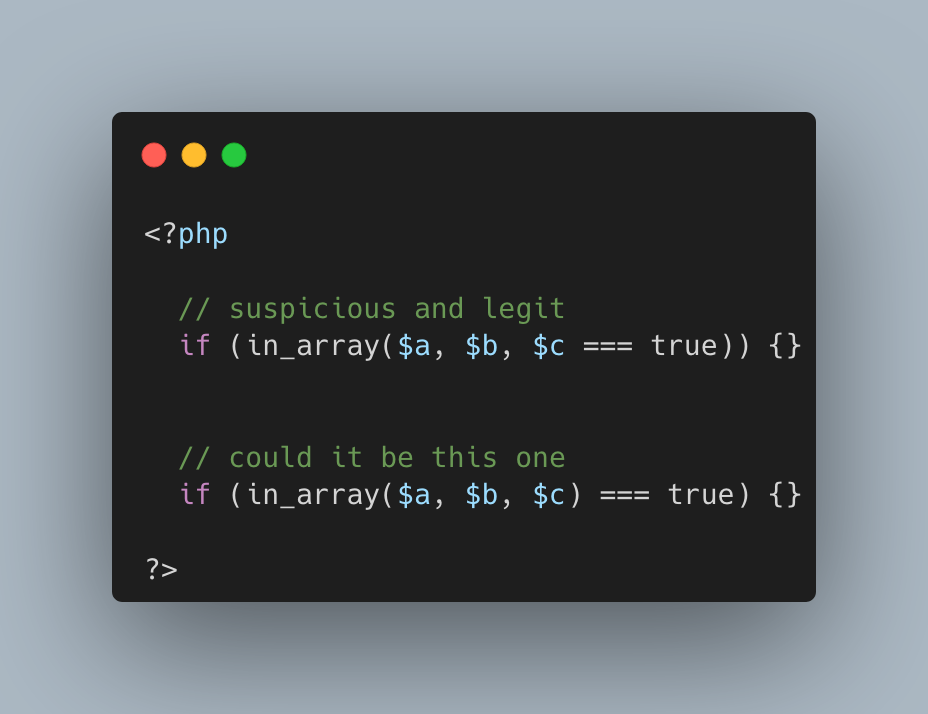 <?php
// suspicious and legit
if (in_array($a, $b, $c === true)) {}
// could it be this one
if (in_array($a, $b, $c) === true) {}
?>